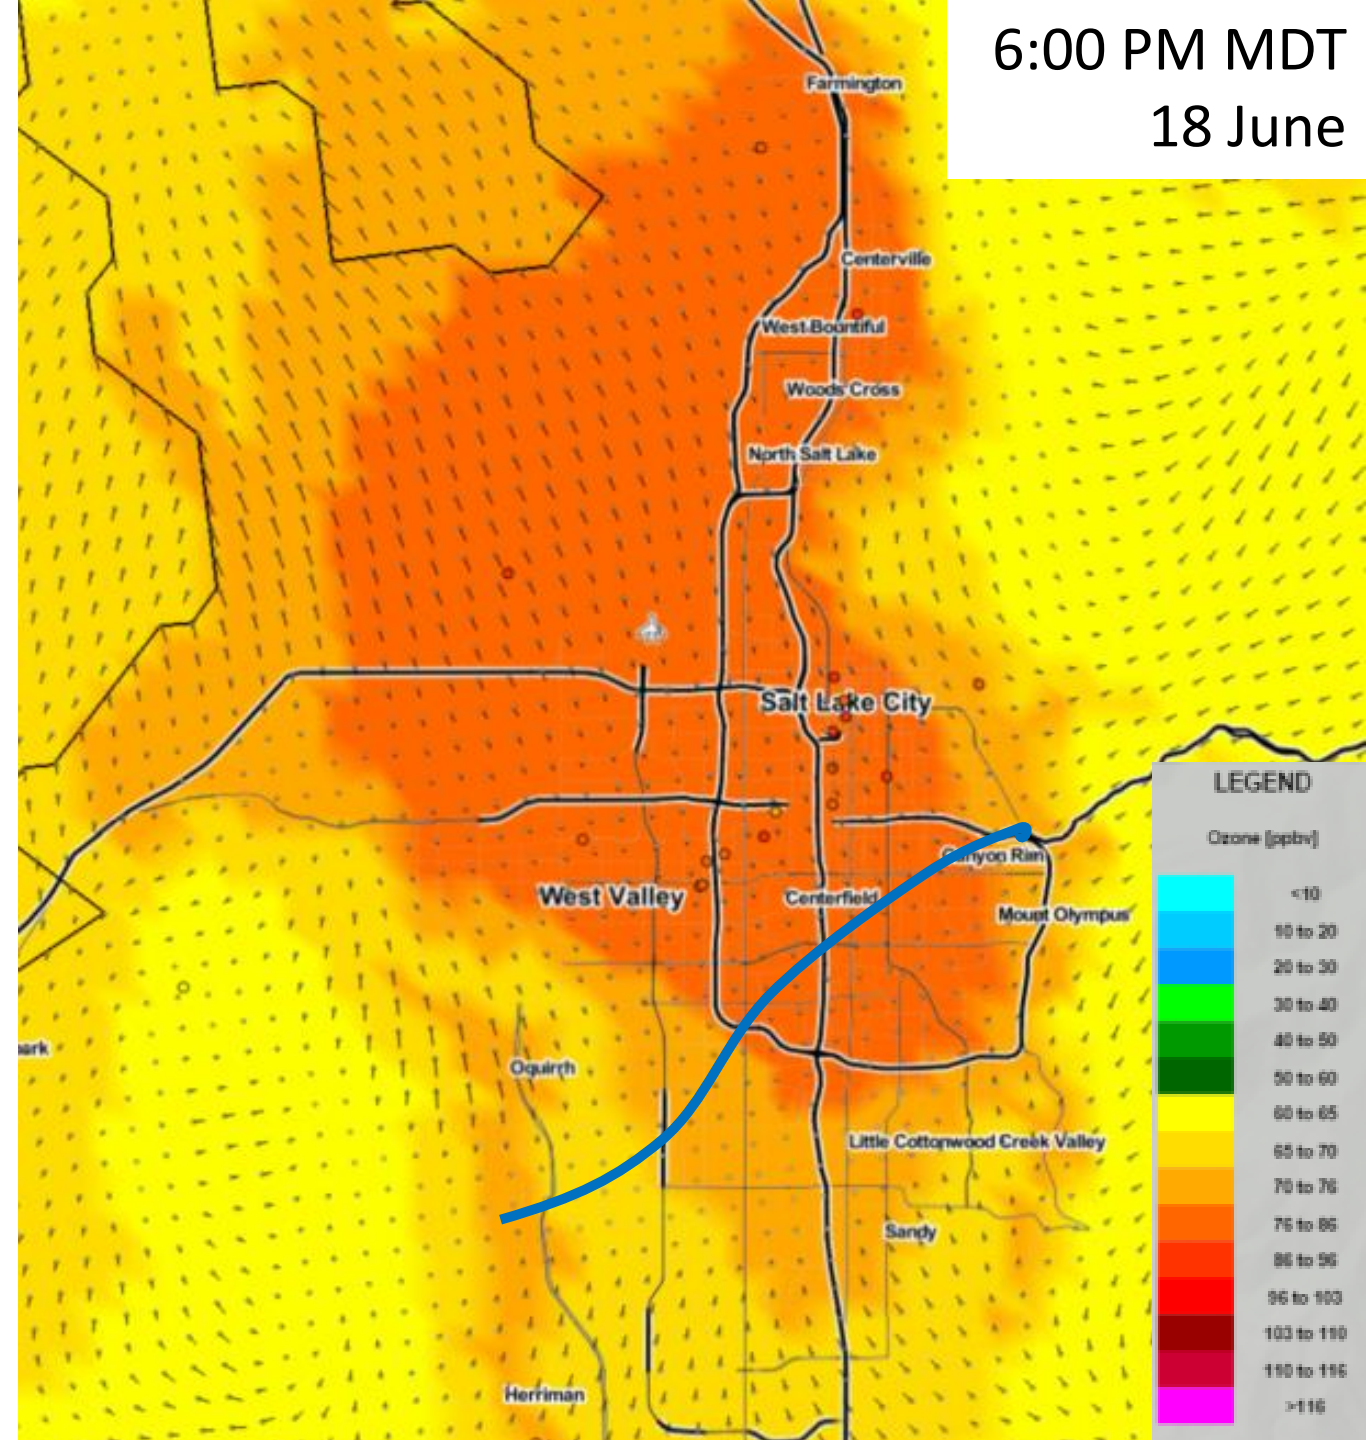 6:00 PM MDT
18 June
Farmington
Centerville
West Bountiful
Woods Cross
North Salt Lake
Salt Lake City
Canyon Rim
West Valley
Centerfield
Mount Olympus
ark
Oquirrh
Little Cottonwood Creek Valley
Sandy
Herriman
LEGEND
Ozone [ppbv]
<10
10 to 20
20 to 30
30 to 40
40 to 50
50 to 60
60 to 65
65 to 70
70 to 76
76 to 86
86 to 96
96 to 103
103 to 110
110 to 116
>116